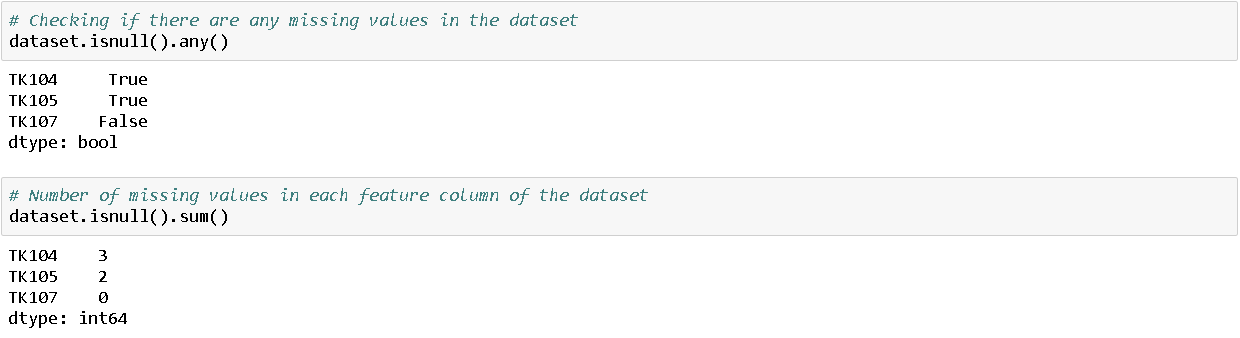 # Checking if there are any missing values in the dataset
dataset.isnull().any()
TK104     True
TK105     True
TK107    False
dtype: bool
# Number of missing values in each feature column of the dataset
dataset.isnull().sum()
TK104    3
TK105    2
TK107    0
dtype: int64